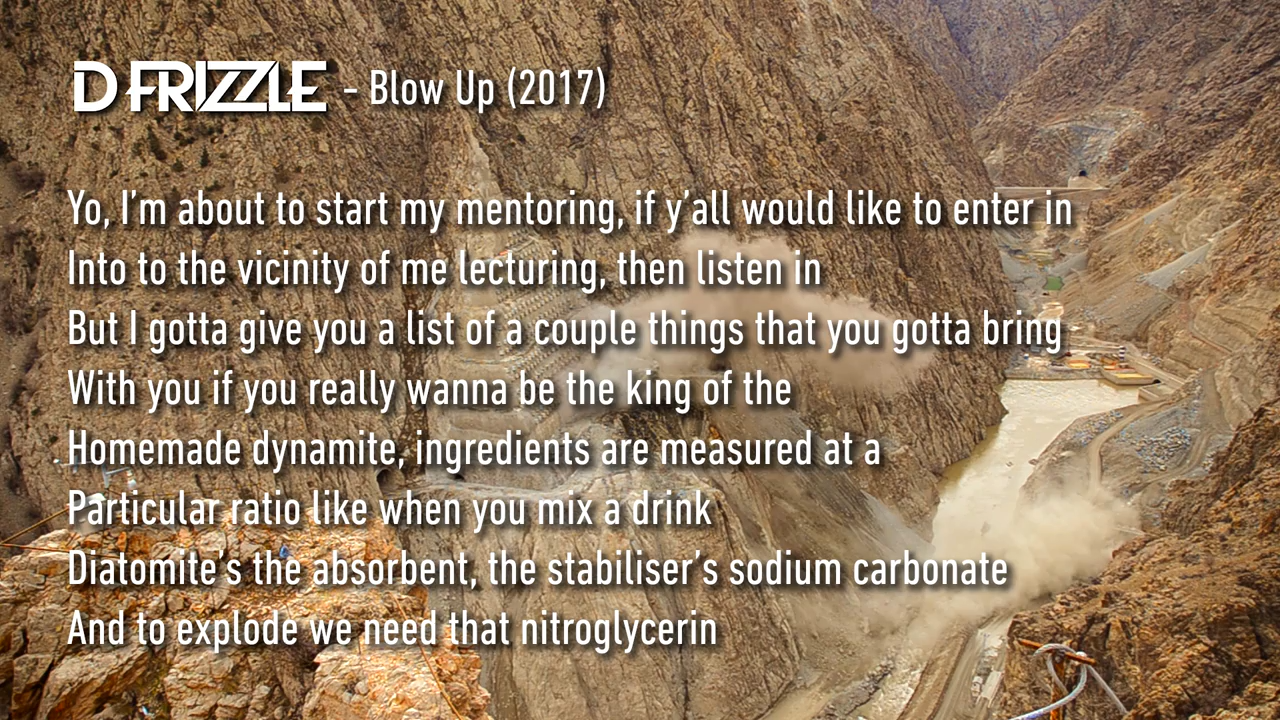 D FRIZZLE - Blow Up (2017)
Yo, I'm about to start my mentoring, if y'all would like to enter in
Into to the vicinity of me lecturing, then listen in
But I gotta give you a list of a couple things that you gotta bring
With you if you really wanna be the king of the
Homemade dynamite, ingredients are measured at a
Particular ratio like when you mix a drink
Diatomite's the absorbent, the stabiliser's sodium carbonate
And to explode we need that nitroglycerin